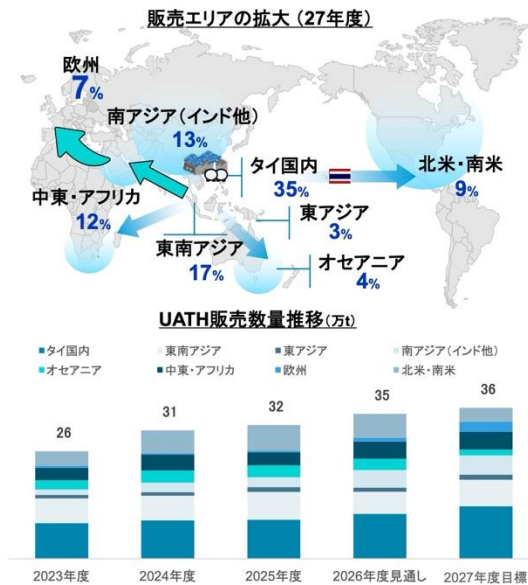 販売エリアの拡大（27年度）
欧州
7%
南アジア（インド他）
13%
タイ国内
35%
北米・南米
9%
中東・アフリカ
12%
東アジア
3%
東南アジア
17%
オセアニア
4%
UATH販売数量推移(万t)
タイ国内 東南アジア 東アジア 南アジア（インド他）
オセアニア 中東・アフリカ 欧州 北米・南米
26 31 32 35 36
2023年度 2024年度 2025年度 2026年度見通し 2027年度目標